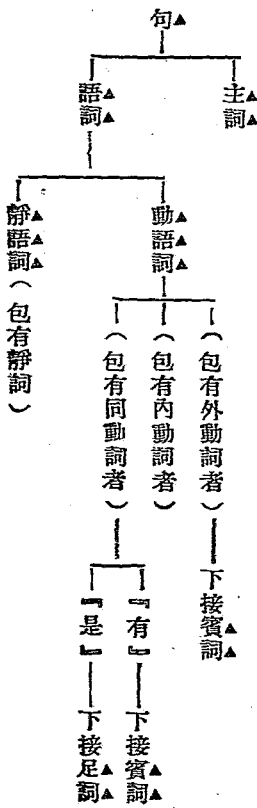 句▲
主▲詞▲
語▲詞▲
動▲語▲詞▲
靜▲語▲詞▲（包有靜詞）
（包有外動詞者）
下接賓▲詞▲
（包有內動詞者）
（包有同動詞者）
『有』
下接賓▲詞▲
『是』
下接足▲詞▲